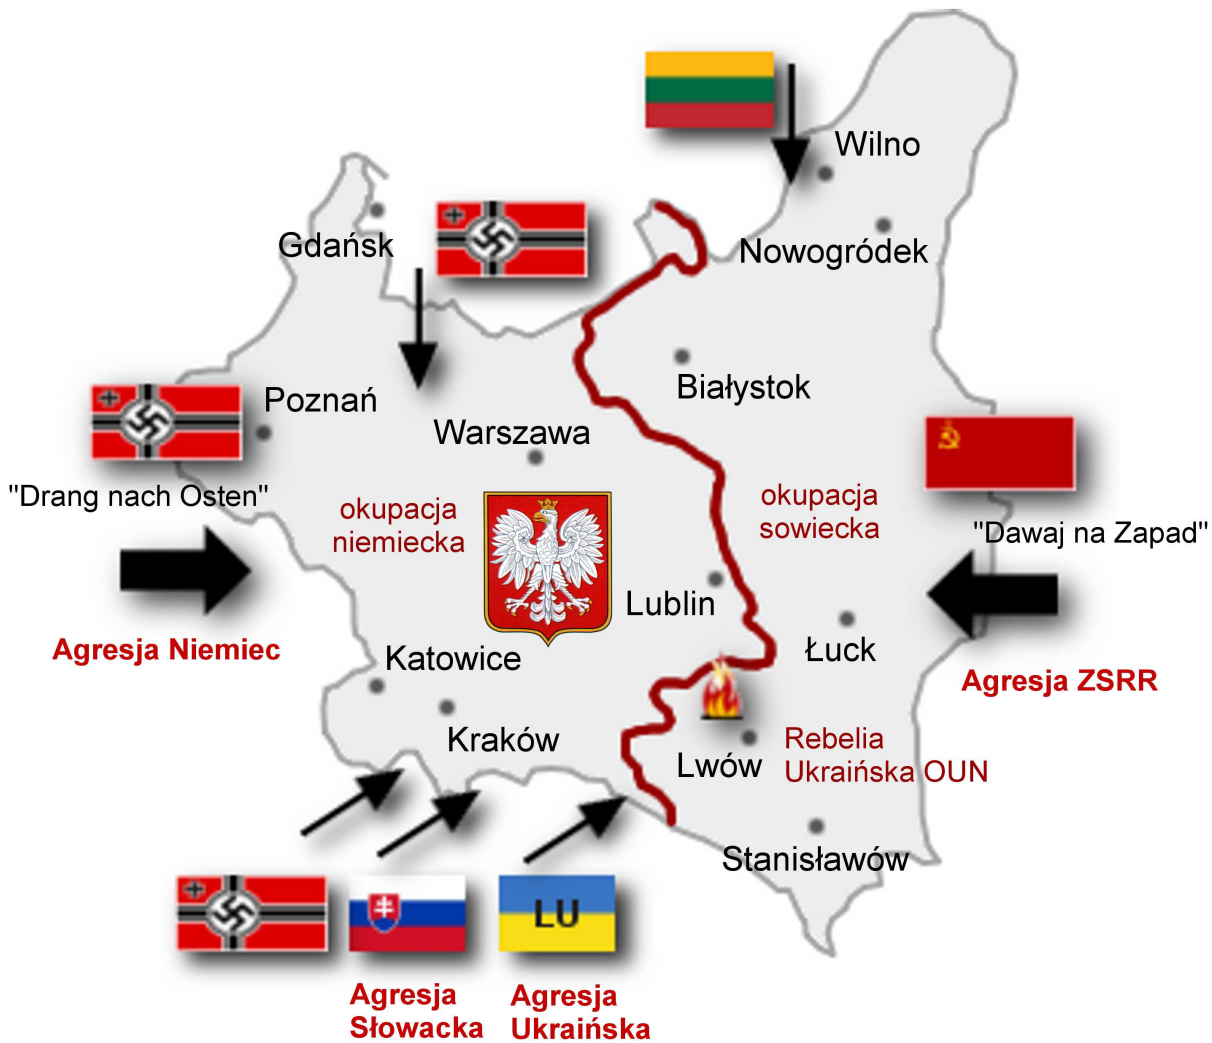 Wilno
Gdańsk
Nowogródek
Poznań
Białystok
Warszawa
"Drang nach Osten"
okupacja
niemiecka
okupacja
sowiecka
"Dawaj na Zapad"
Lublin
Agresja Niemiec
Katowice
Łuck
Agresja ZSRR
Kraków
Lwów
Rebelia
Ukraińska OUN
Stanisławów
LU
Agresja
Słowacka
Agresja
Ukraińska